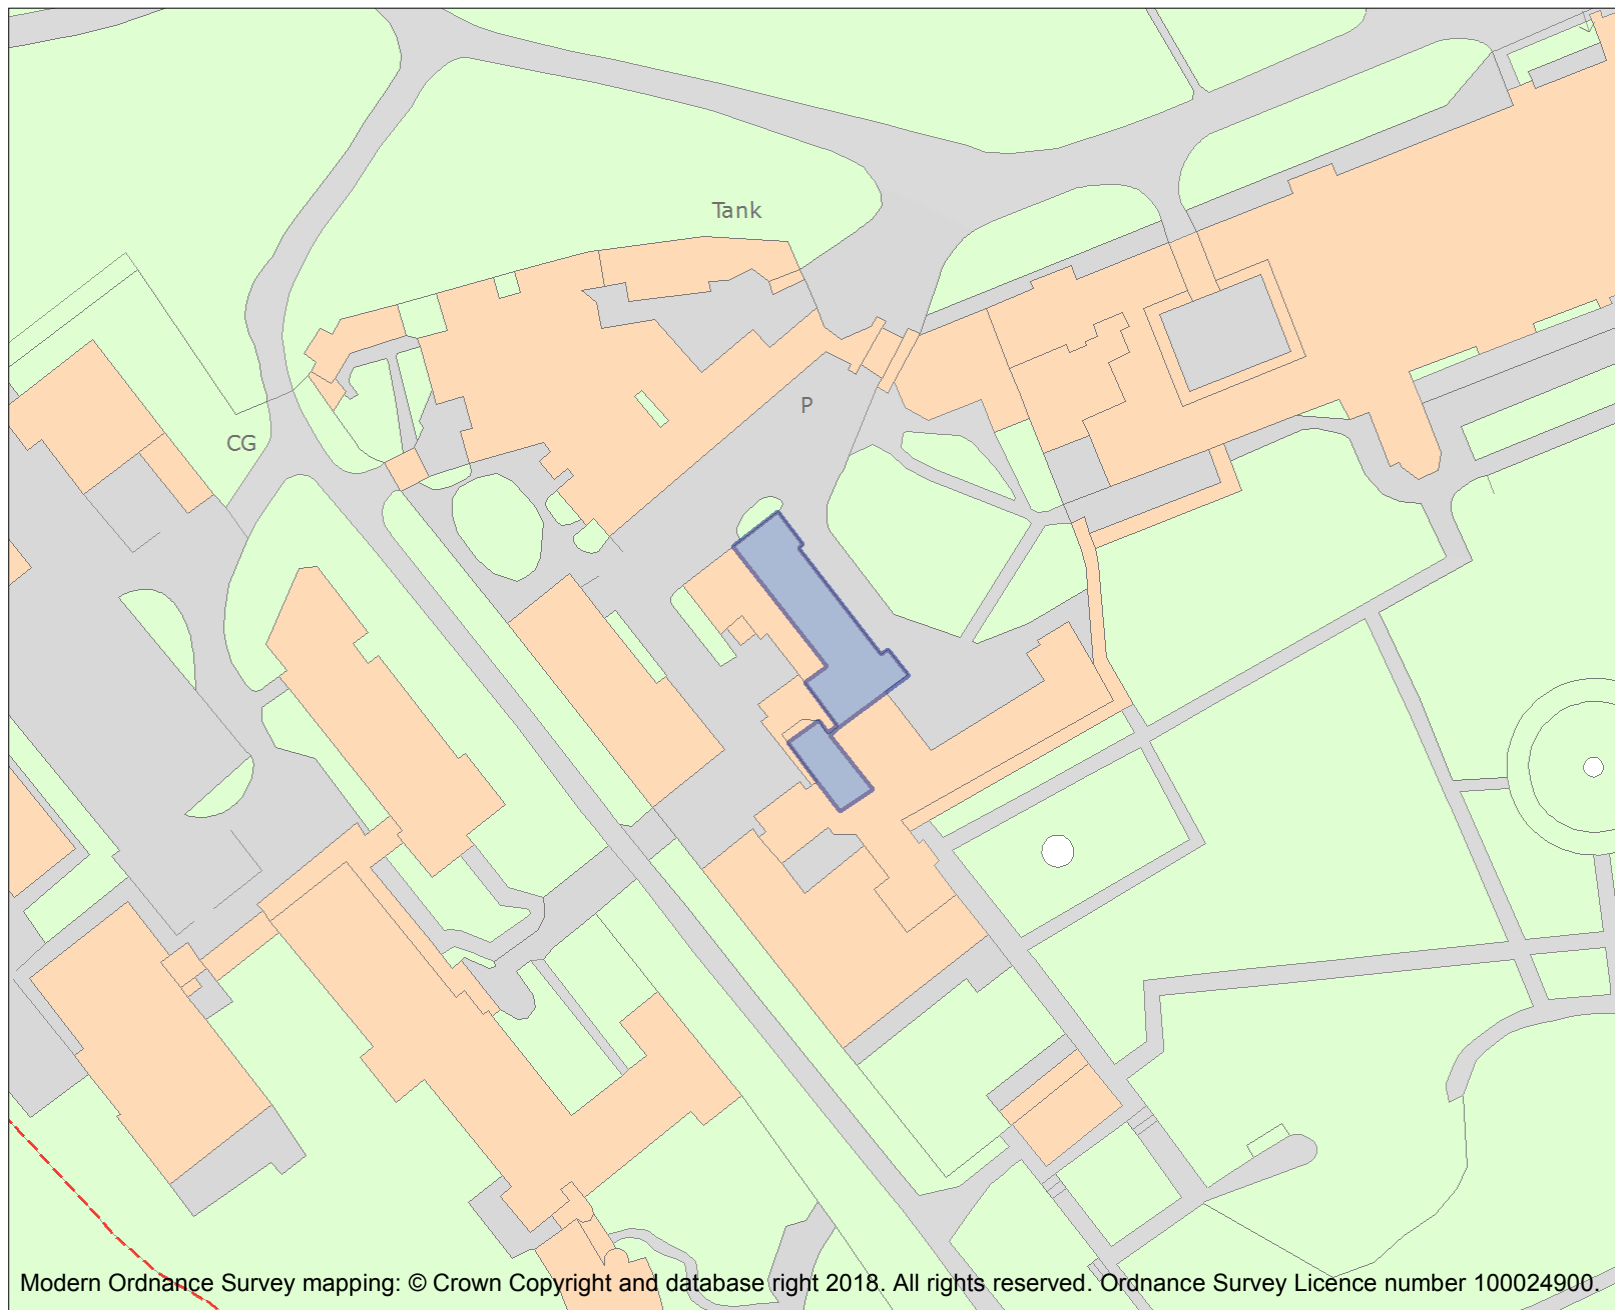 Tank
P
CG
Modern Ordnance Survey mapping: © Crown Copyright and database right 2018. All rights reserved. Ordnance Survey Licence number 100024900.